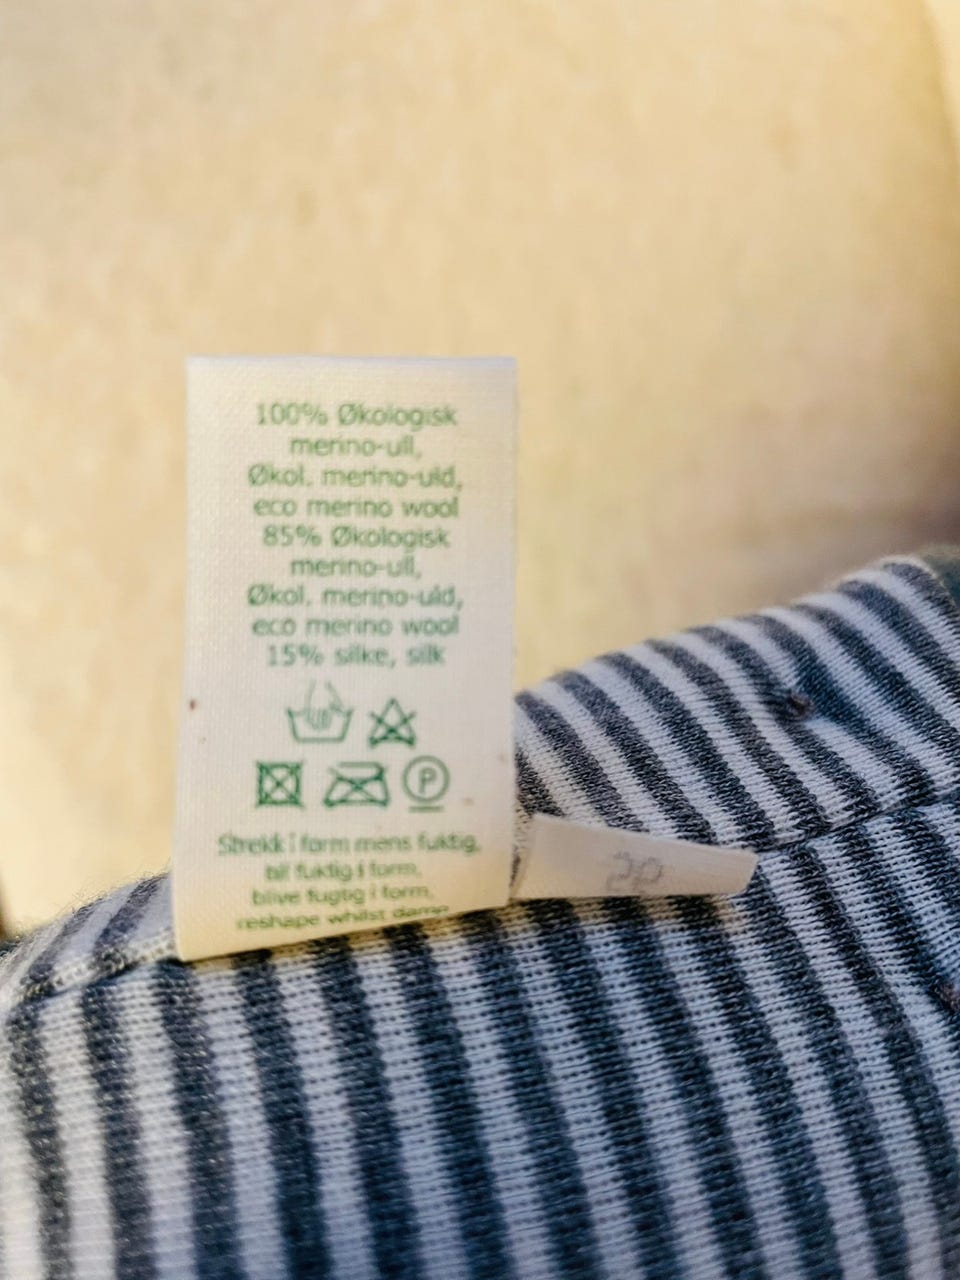 100% Økologisk
merino-ull,
Økol. merino-uld,
eco merino wool
85% Økologisk
merino-ull,
Økol. merino-uld,
eco merino wool
15% silke, silk
P
Strekk i form mens fuktig,
bli fuktig i form,
blive fugtig i form,
reshape whilst damp